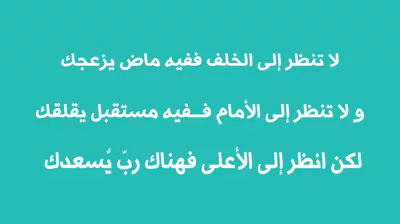 لا تنظر إلى الخلف ففيه ماض يزعجك
و لا تنظر إلى الأمام فــفيه مستقبل يقلقك
لكن انظر إلى الأعلى فهناك ربّ يٌسعدك